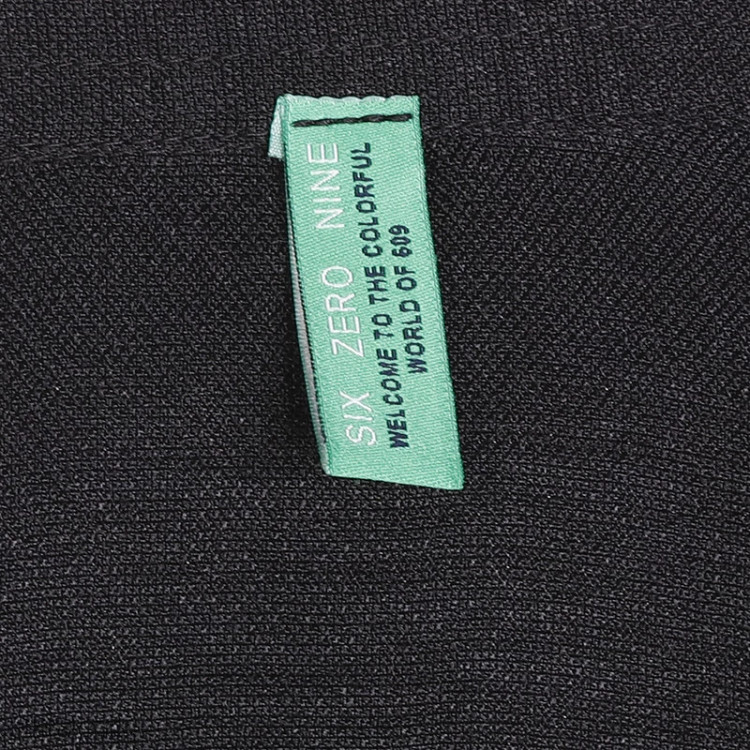 SIX ZERO NINE
WELCOME TO THE COLORFUL
WORLD OF 609